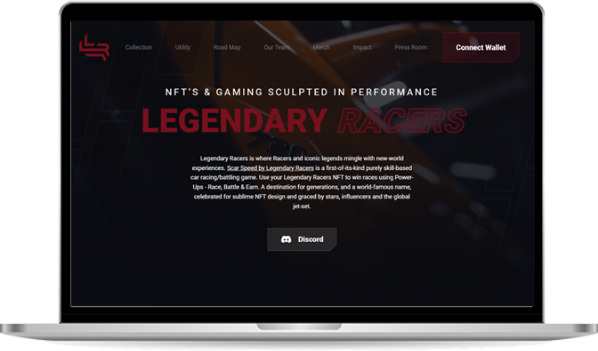 Collection Utility Road Map Our Team Merch Impact Press Room Connect Wallet
NFT'S & GAMING SCULPTED IN PERFORMANCE
LEGENDARY RACERS
Legendary Racers is where Racers and iconic legends mingle with new-world
experiences. Scar Speed by Legendary Racers is a first-of-its-kind purely skill-based
car racing/battling game. Use your Legendary Racers NFT to win races using Power-
Ups - Race, Battle & Earn. A destination for generations, and a world-famous name,
celebrated for sublime NFT design and graced by stars, influencers and the global
jet-set.
Discord